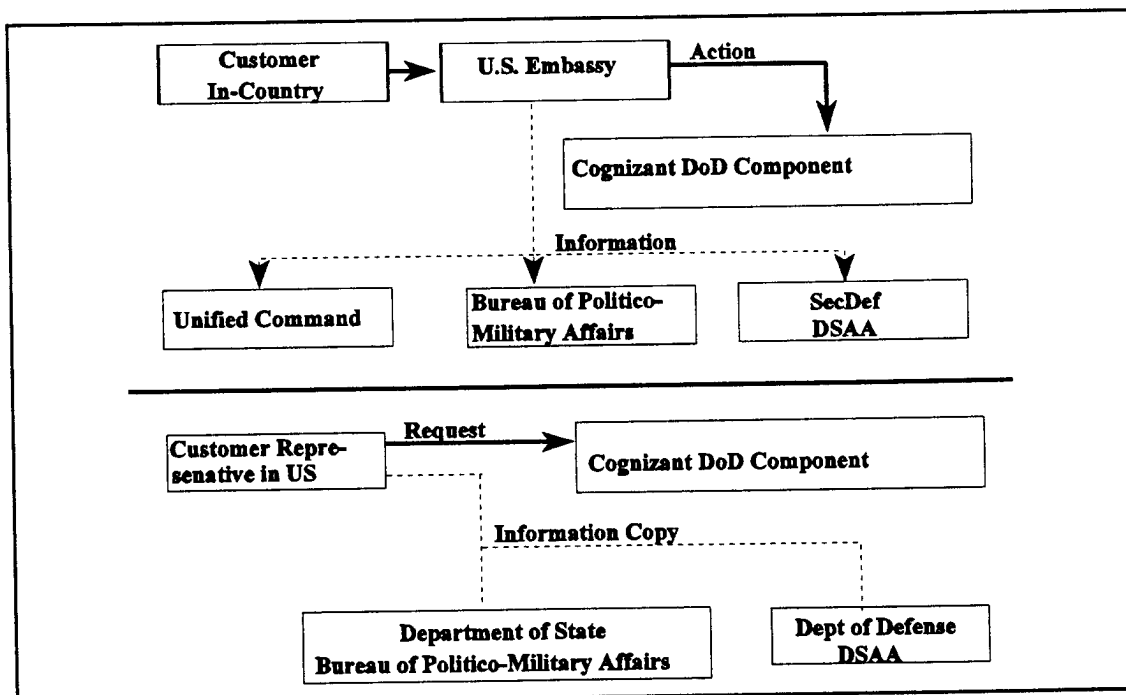 Customer
In-Country
U.S. Embassy
Action
Cognizant DoD Component
Information
Unified Command
Bureau of Politico-
Military Affairs
SecDef
DSAA
Customer Repre-
senative in US
Request
Cognizant DoD Component
Information Copy
Department of State
Bureau of Politico-Military Affairs
Dept of Defense
DSAA